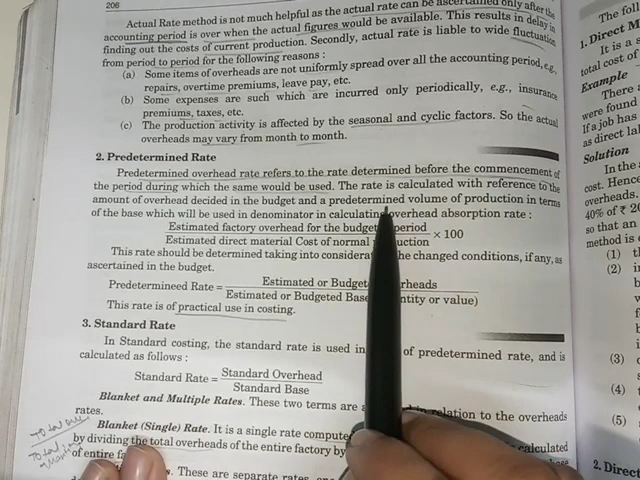 206
Actual Rate method is not much helpful as the actual rate can be ascertained only after the
accounting period is over when the actual figures would be available. This results in delay in
finding out the costs of current production. Secondly, actual rate is liable to wide fluctuation
from period to period for the following reasons :
(a) Some items of overheads are not uniformly spread over all the accounting period, e.g.,
repairs, overtime premiums, leave pay, etc.
(b) Some expenses are such which are incurred only periodically, e.g., insurance
premiums, taxes, etc.
(c) The production activity is affected by the seasonal and cyclic factors. So the actual
overheads may vary from month to month.
2. Predetermined Rate
Predetermined overhead rate refers to the rate determined before the commencement of
the period during which the same would be used. The rate is calculated with reference to the
amount of overhead decided in the budget and a predetermined volume of production in terms
of the base which will be used in denominator in calculating overhead absorption rate :
Estimated factory overhead for the budget period
Estimated direct material Cost of normal × 100
This rate should be determined taking into the changed conditions, if any, as
ascertained in the budget.
Predetermineed Rate = Estimated or
Estimated or Budgeted or value)
This rate is of practical use in costing.
3. Standard Rate
In Standard costing, the standard rate is used in of predetermined rate, and is
calculated as follows :
Standard Rate = Standard Overhead
Standard Base
Blanket and Multiple Rates. These two terms are in relation to the overheads
rates.
Blanket (Single) Rate. It is a single rate
by dividing the total overheads of the entire factory by
of entire
These are separate rates,
The foll
1. Direct M
It is a s
total cost of
Example
There a
were found
If a job has
as direct lab
Solution
In the a
cost. Hence
overheads.
40% of ₹ 20
so that an
method is
(1) th
(2) in
(3)
(4)
(5)
2. Direct